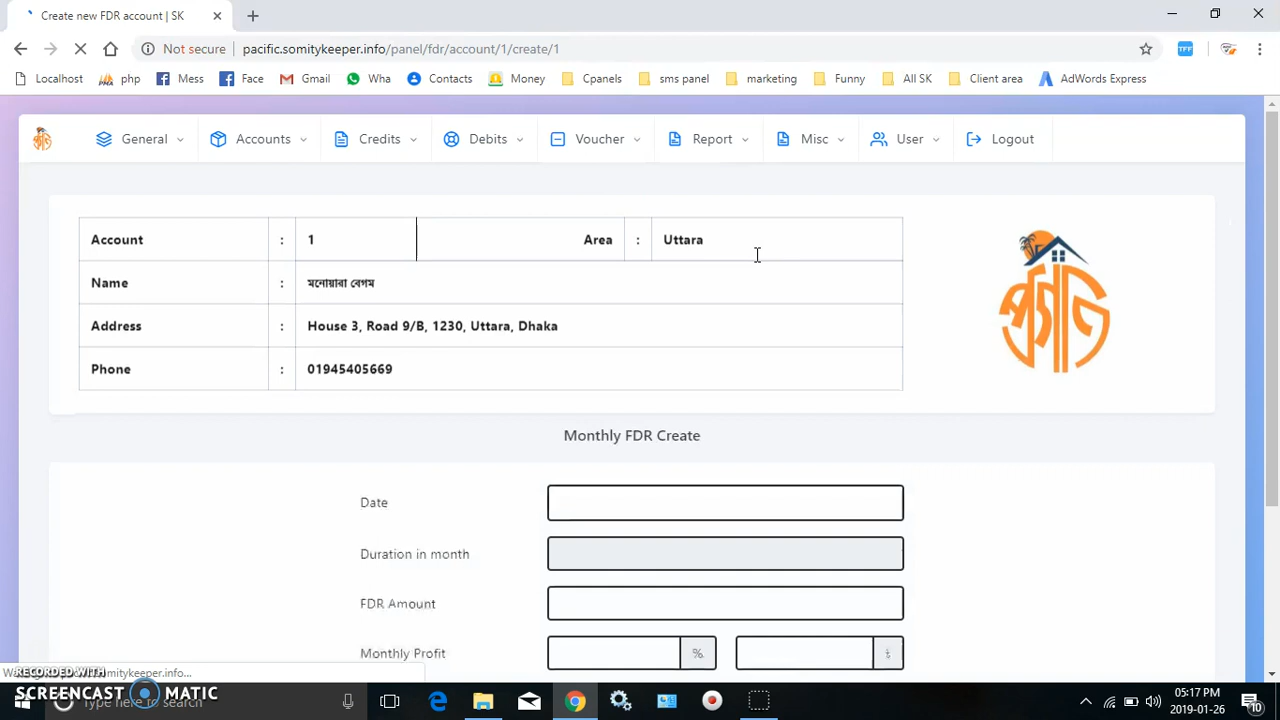 Create new FDR account | SK
Not secure | pacific.somitykeeper.info/panel/fdr/account/1/create/1
Localhost php Mess Face Gmail Wha Contacts Money Cpanels sms panel marketing Funny All SK Client area AdWords Express
General Accounts Credits Debits Voucher Report Misc User Logout
Account : 1 Area : Uttara
Name : মনোয়ারা বেগম
Address : House 3, Road 9/B, 1230, Uttara, Dhaka
Phone : 01945405669
Monthly FDR Create
Date
Duration in month
FDR Amount
Monthly Profit % ৳
RECORDED WITH
SCREENCAST MATIC
somitykeeper.info...
here to search
05:17 PM
2019-01-26
10